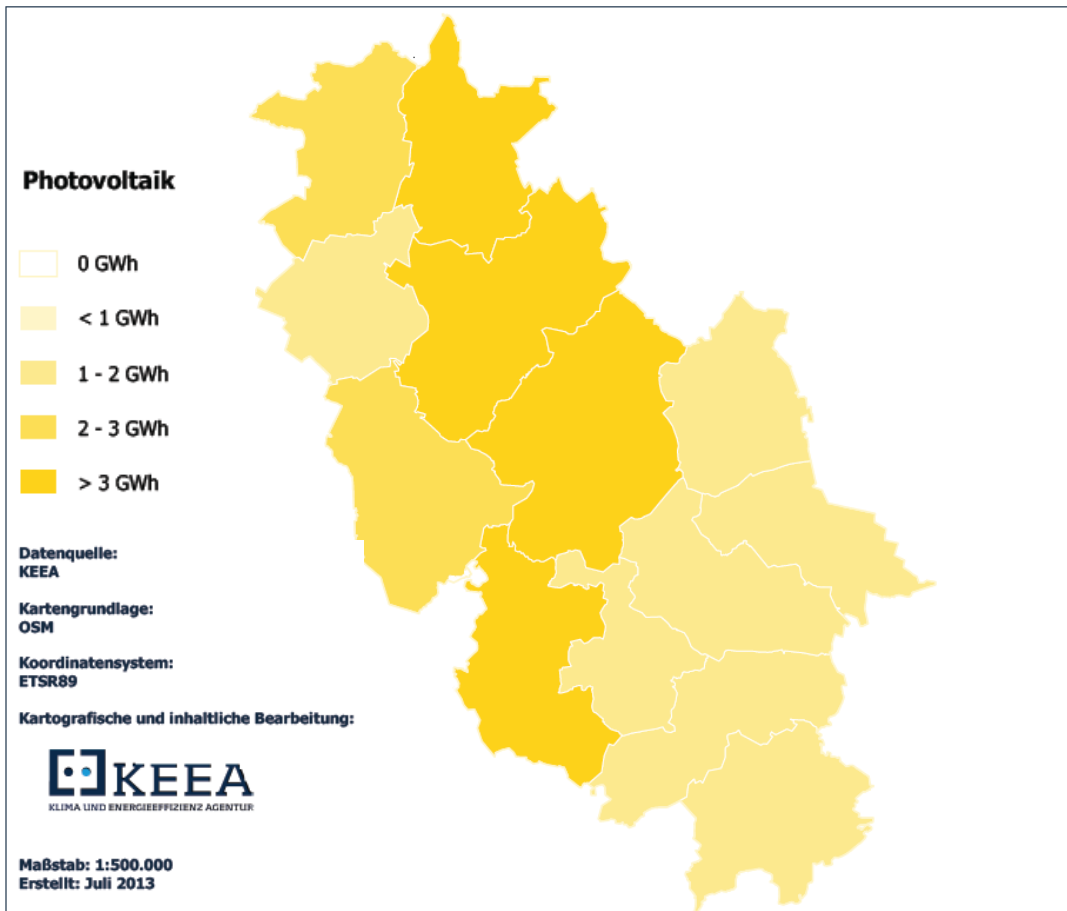 Photovoltaik
0 GWh
< 1 GWh
1 - 2 GWh
2 - 3 GWh
> 3 GWh
Datenquelle:
KEEA
Kartengrundlage:
OSM
Koordinatensystem:
ETSR89
Kartografische und inhaltliche Bearbeitung:
KEEA
KLIMA UND ENERGIEEFFIZIENZ AGENTUR
Maßstab: 1:500.000
Erstellt: Juli 2013